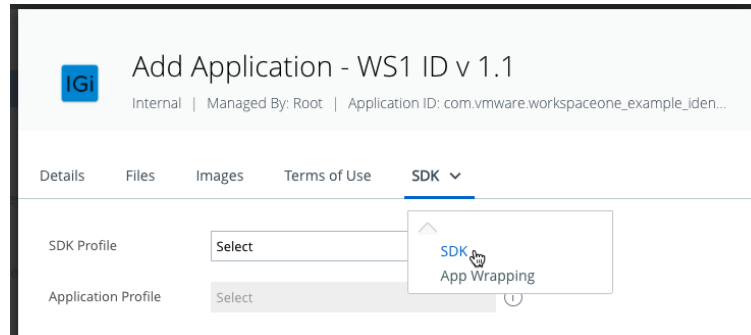 IGi
Add Application - WS1 ID v 1.1
Internal | Managed By: Root | Application ID: com.vmware.workspaceone_example_iden...
Details Files Images Terms of Use SDK
SDK Profile Select
SDK
App Wrapping
Application Profile Select